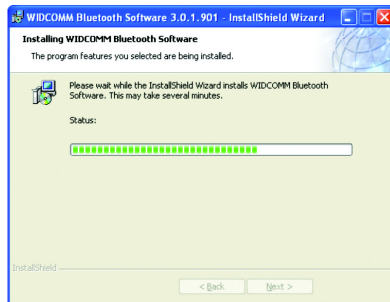 WIDCOMM Bluetooth Software 3.0.1.901 - InstallShield Wizard
Installing WIDCOMM Bluetooth Software
The program features you selected are being installed.
Please wait while the InstallShield Wizard installs WIDCOMM Bluetooth
Software. This may take several minutes.
Status:
InstallShield
< Back
Next >